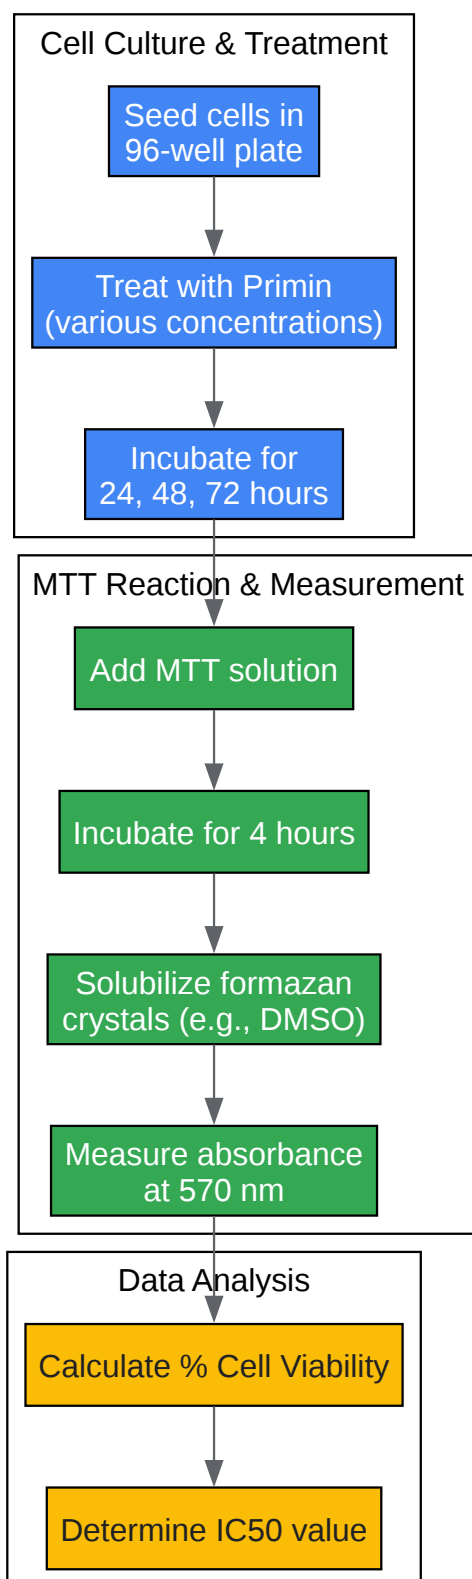 Cell Culture & Treatment
Seed cells in
96-well plate
Treat with Primin
(various concentrations)
Incubate for
24, 48, 72 hours
MTT Reaction & Measurement
Add MTT solution
Incubate for 4 hours
Solubilize formazan
crystals (e.g., DMSO)
Measure absorbance
at 570 nm
Data Analysis
Calculate % Cell Viability
Determine IC50 value